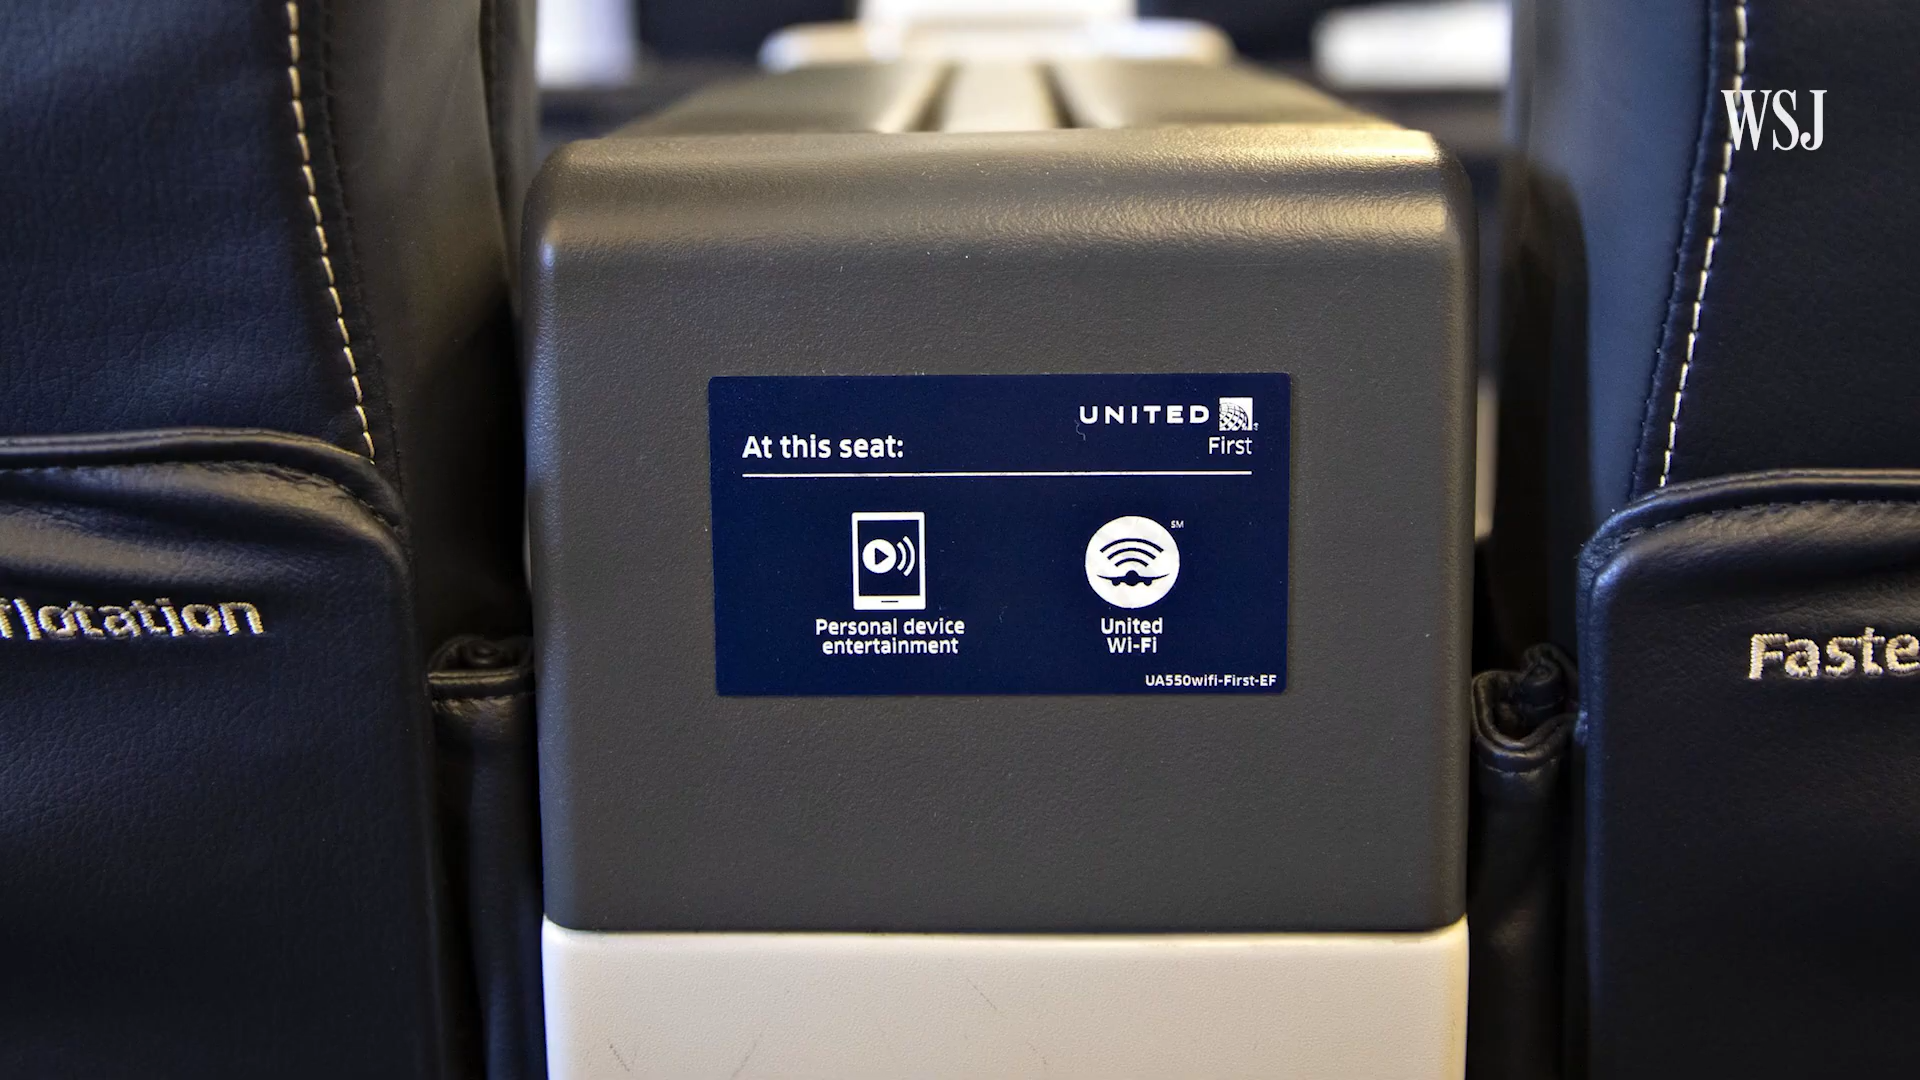 WSJ
UNITED
At this seat:
First
SM
Personal device
entertainment
United
Wi-Fi
UA550wifi-First-EF
flotation
Faste